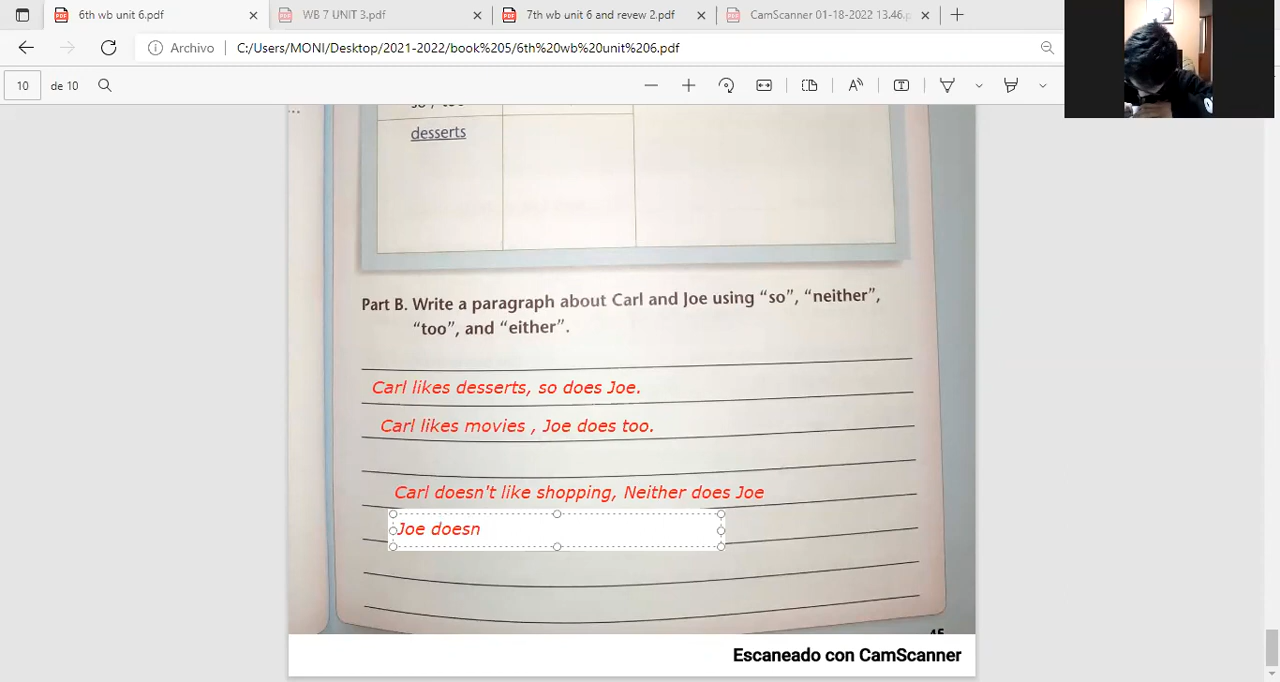 6th wb unit 6.pdf
WB 7 UNIT 3.pdf
7th wb unit 6 and revew 2.pdf
CamScanner 01-18-2022 13.46.p
Archivo
C:/Users/MONI/Desktop/2021-2022/book%205/6th%20wb%20unit%206.pdf
10 de 10
so / too
desserts
Part B. Write a paragraph about Carl and Joe using “so”, “neither”,
“too”, and “either”.
Carl likes desserts, so does Joe.
Carl likes movies , Joe does too.
Carl doesn't like shopping, Neither does Joe
Joe doesn
45
Escaneado con CamScanner